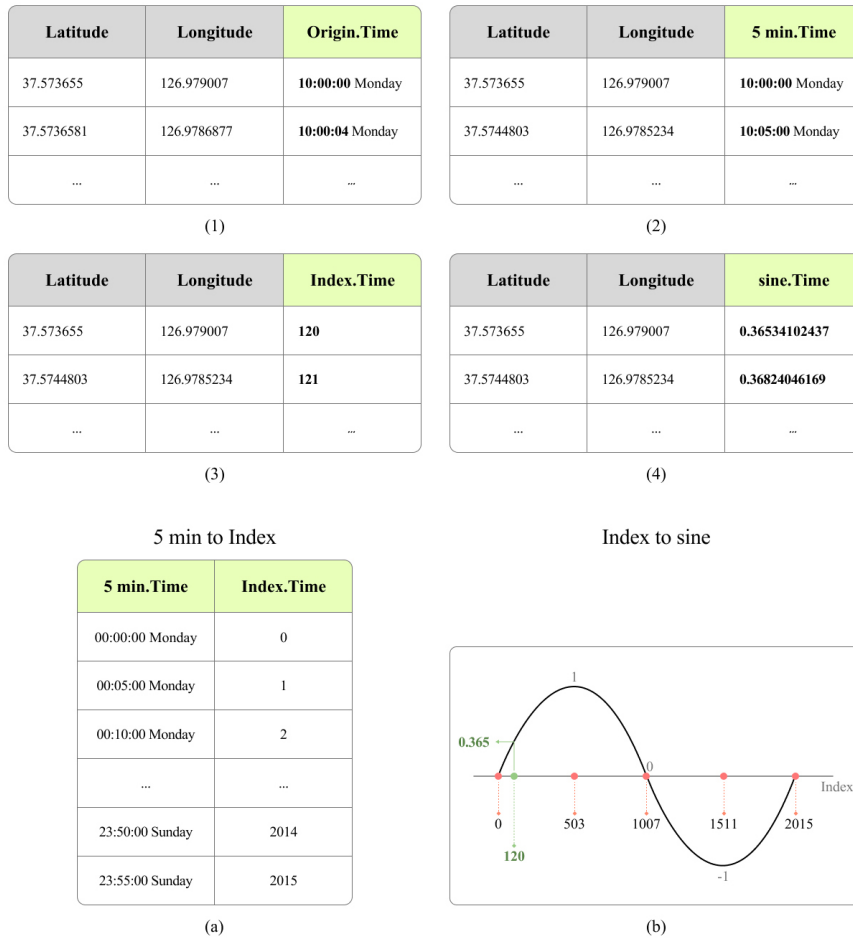 Latitude Longitude Origin.Time
37.573655 126.979007 10:00:00 Monday
37.5736581 126.9786877 10:00:04 Monday
... ... ...
(1)
Latitude Longitude 5 min.Time
37.573655 126.979007 10:00:00 Monday
37.5744803 126.9785234 10:05:00 Monday
... ... ...
(2)
Latitude Longitude Index.Time
37.573655 126.979007 120
37.5744803 126.9785234 121
... ... ...
(3)
Latitude Longitude sine.Time
37.573655 126.979007 0.36534102437
37.5744803 126.9785234 0.36824046169
... ... ...
(4)
5 min to Index
5 min.Time Index.Time
00:00:00 Monday 0
00:05:00 Monday 1
00:10:00 Monday 2
... ...
23:50:00 Sunday 2014
23:55:00 Sunday 2015
(a)
Index to sine
1
0.365
0
Index
0 503 1007 1511 2015
120
-1
(b)